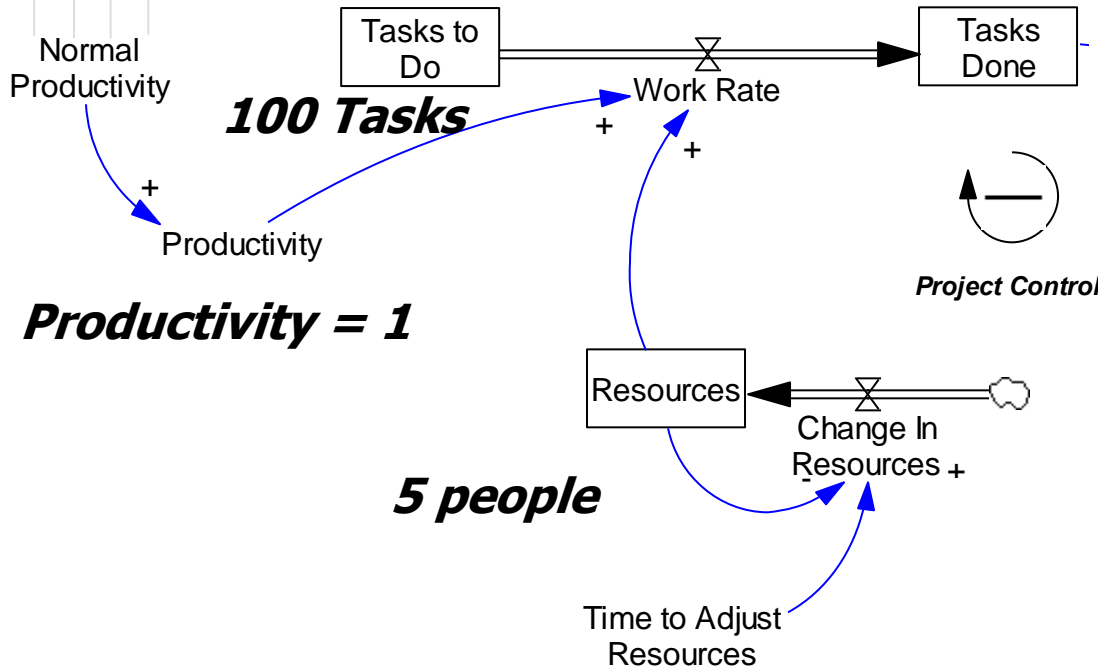 Normal
Productivity
Tasks to
Do
Tasks
Done
Work Rate
100 Tasks
+
+
+
Productivity
Project Control
Productivity = 1
Resources
Change In
Resources
-
+
5 people
Time to Adjust
Resources